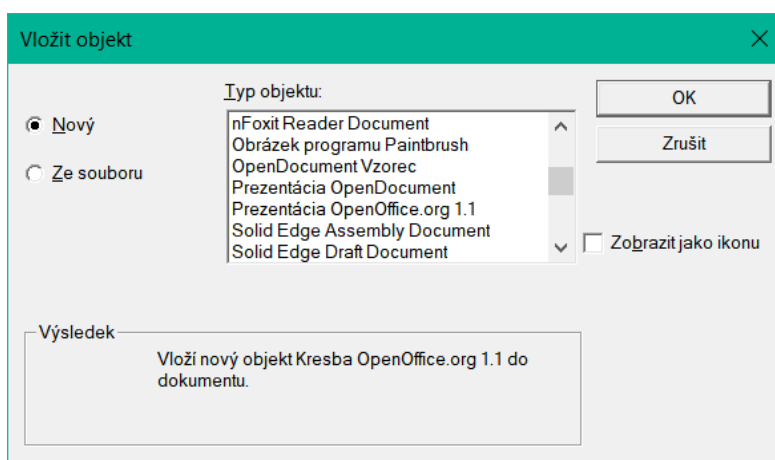 Vložit objekt
Typ objektu:
Nový
Ze souboru
nFoxit Reader Document
Obrázek programu Paintbrush
OpenDocument Vzorec
Prezentácia OpenDocument
Prezentácia OpenOffice.org 1.1
Solid Edge Assembly Document
Solid Edge Draft Document
OK
Zrušit
Zobrazit jako ikonu
Výsledek
Vloží nový objekt Kresba OpenOffice.org 1.1 do
dokumentu.